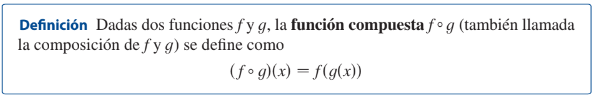 Definición Dadas dos funciones f y g, la función compuesta f ∘ g (también llamada
la composición de f y g) se define como
(f ∘ g)(x) = f(g(x))